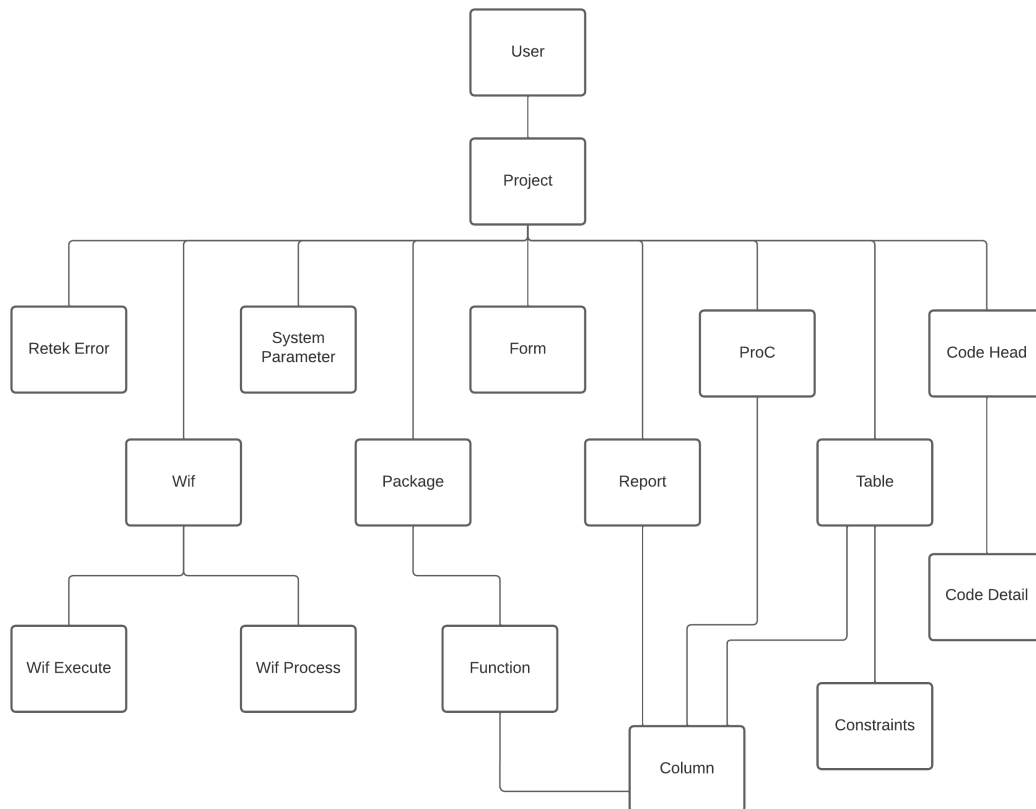 User
Project
Retek Error
System
Parameter
Form
ProC
Code Head
Wif
Package
Report
Table
Code Detail
Wif Execute
Wif Process
Function
Constraints
Column